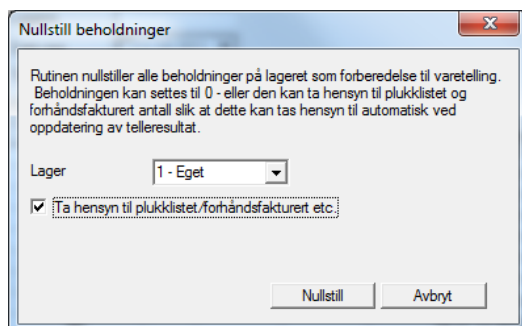 Nullstill beholdninger
Rutinen nullstiller alle beholdninger på lageret som forberedelse til varetelling.
Beholdningen kan settes til 0 - eller den kan ta hensyn til plukklistet og
forhåndsfakturert antall slik at dette kan tas hensyn til automatisk ved
oppdatering av telleresultat.
Lager 1 - Eget
Ta hensyn til plukklistet/forhåndsfakturert etc.
Nullstill Avbryt